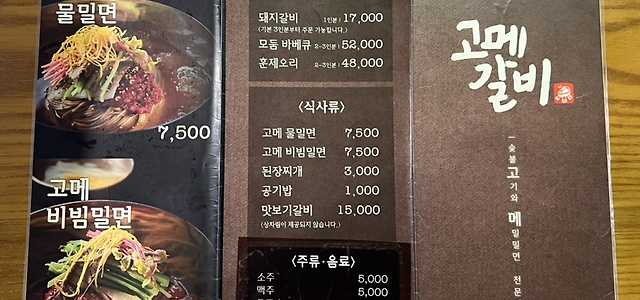 물밀면
7,500
고메
비빔밀면
돼지갈비 1인분 17,000
(기본 3인분부터 주문 가능합니다.)
모둠 바베큐 2~3인분 52,000
훈제오리 2~3인분 48,000
<식사류>
고메 물밀면 7,500
고메 비빔밀면 7,500
된장찌개 3,000
공기밥 1,000
맛보기갈비 15,000
(상차림이 제공되지 않습니다.)
<주류·음료>
소주 5,000
맥주 5,000
고메
갈비
숯불고기와 메밀밀면 전문